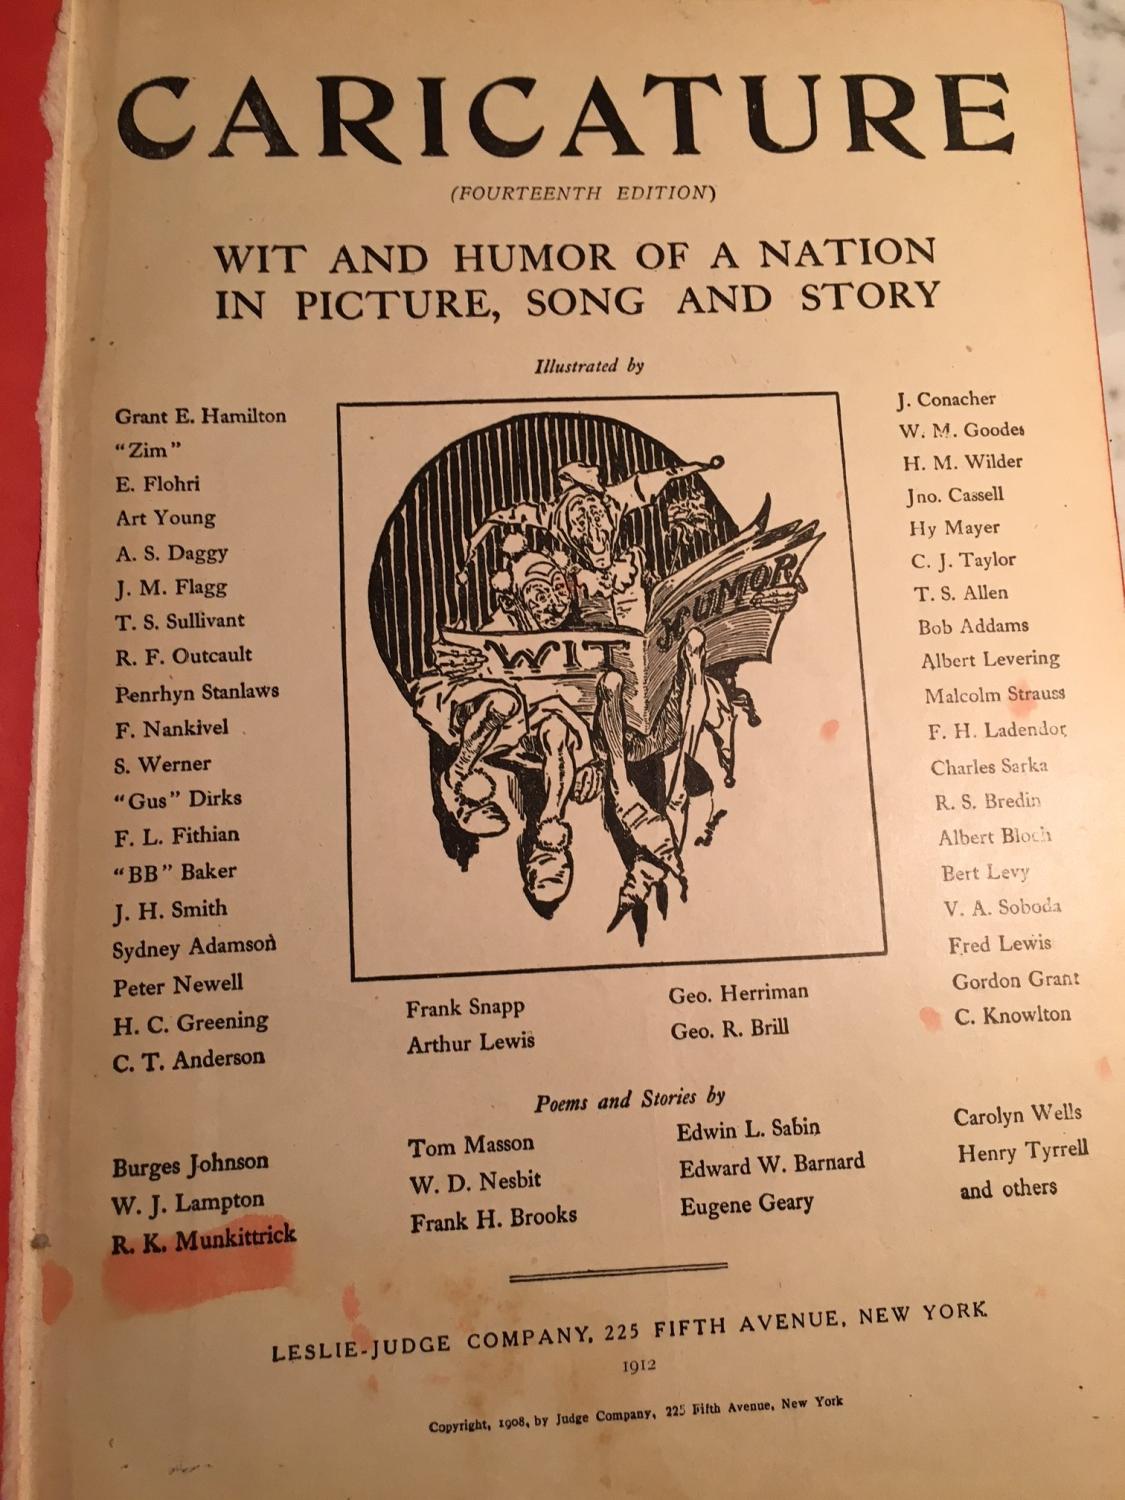 CARICATURE
(FOURTEENTH EDITION)
WIT AND HUMOR OF A NATION
IN PICTURE, SONG AND STORY
Illustrated by
Grant E. Hamilton
"Zim"
E. Flohri
Art Young
A. S. Daggy
J. M. Flagg
T. S. Sullivant
R. F. Outcault
Penrhyn Stanlaws
F. Nankivel
S. Werner
"Gus" Dirks
F. L. Fithian
"BB" Baker
J. H. Smith
Sydney Adamson
Peter Newell
H. C. Greening
C. T. Anderson
WIT
HUMOR
Frank Snapp
Arthur Lewis
Geo. Herriman
Geo. R. Brill
J. Conacher
W. M. Goodes
H. M. Wilder
Jno. Cassell
Hy Mayer
C. J. Taylor
T. S. Allen
Bob Addams
Albert Levering
Malcolm Strauss
F. H. Ladendor
Charles Sarka
R. S. Bredin
Albert Bloch
Bert Levy
V. A. Soboda
Fred Lewis
Gordon Grant
C. Knowlton
Poems and Stories by
Burges Johnson
W. J. Lampton
R. K. Munkittrick
Tom Masson
W. D. Nesbit
Frank H. Brooks
Edwin L. Sabin
Edward W. Barnard
Eugene Geary
Carolyn Wells
Henry Tyrrell
and others
LESLIE-JUDGE COMPANY, 225 FIFTH AVENUE, NEW YORK
1912
Copyright, 1908, by Judge Company, 225 Fifth Avenue, New York